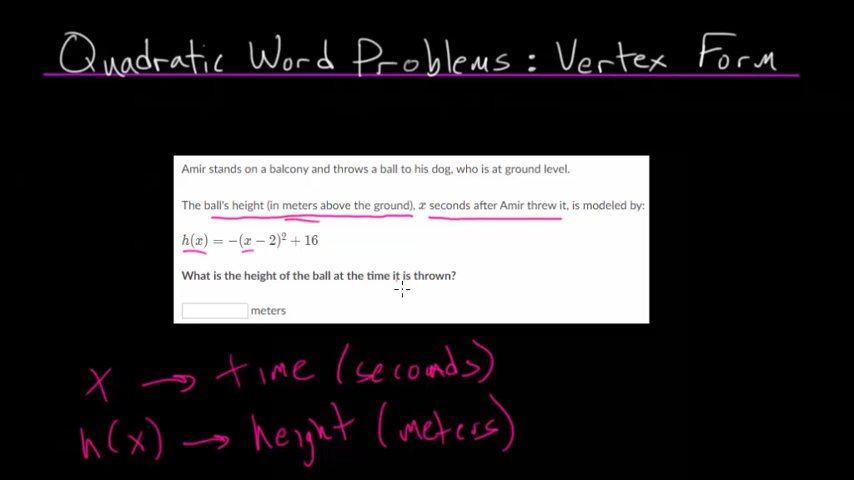 Quadratic Word Problems : Vertex Form
Amir stands on a balcony and throws a ball to his dog, who is at ground level.
The ball's height (in meters above the ground), x seconds after Amir threw it, is modeled by:
h(x) = −(x − 2)² + 16
What is the height of the ball at the time it is thrown?
meters
x → time (seconds)
h(x) → height (meters)